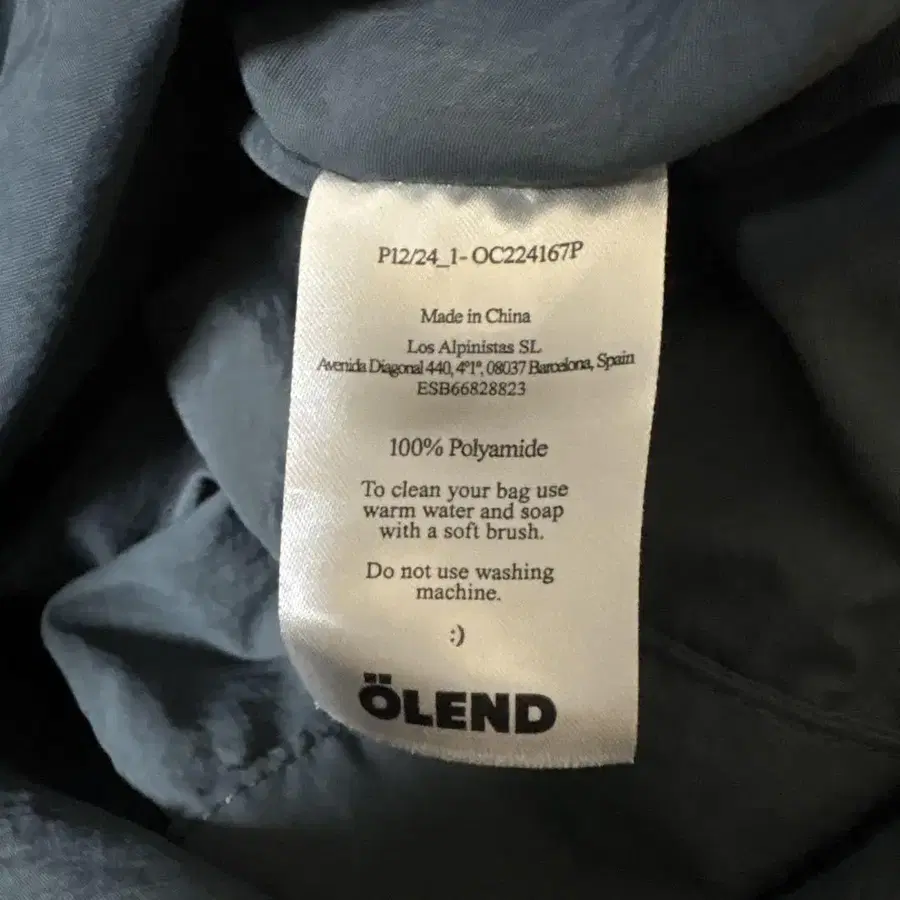 P12/24_1- OC224167P
Made in China
Los Alpinistas SL
Avenida Diagonal 440, 4º1ª, 08037 Barcelona, Spain
ESB66828823
100% Polyamide
To clean your bag use
warm water and soap
with a soft brush.
Do not use washing
machine.
:)
ÖLEND